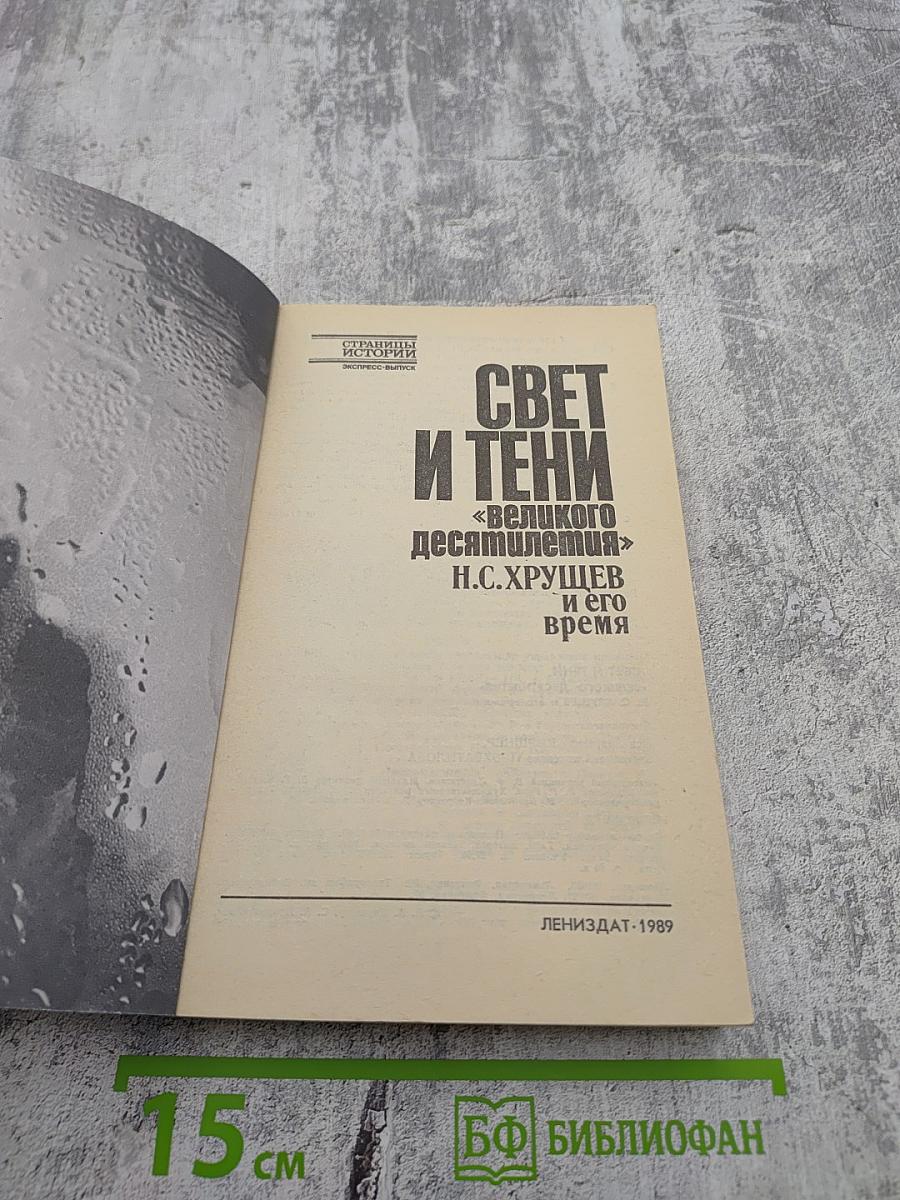 СТРАНИЦЫ
ИСТОРИИ
ЭКСПРЕСС-ВЫПУСК
СВЕТ
И ТЕНИ
«великого
десятилетия»
Н.С.ХРУЩЕВ
и его
время
ЛЕНИЗДАТ·1989
15 см
БФ БИБЛИОФАН